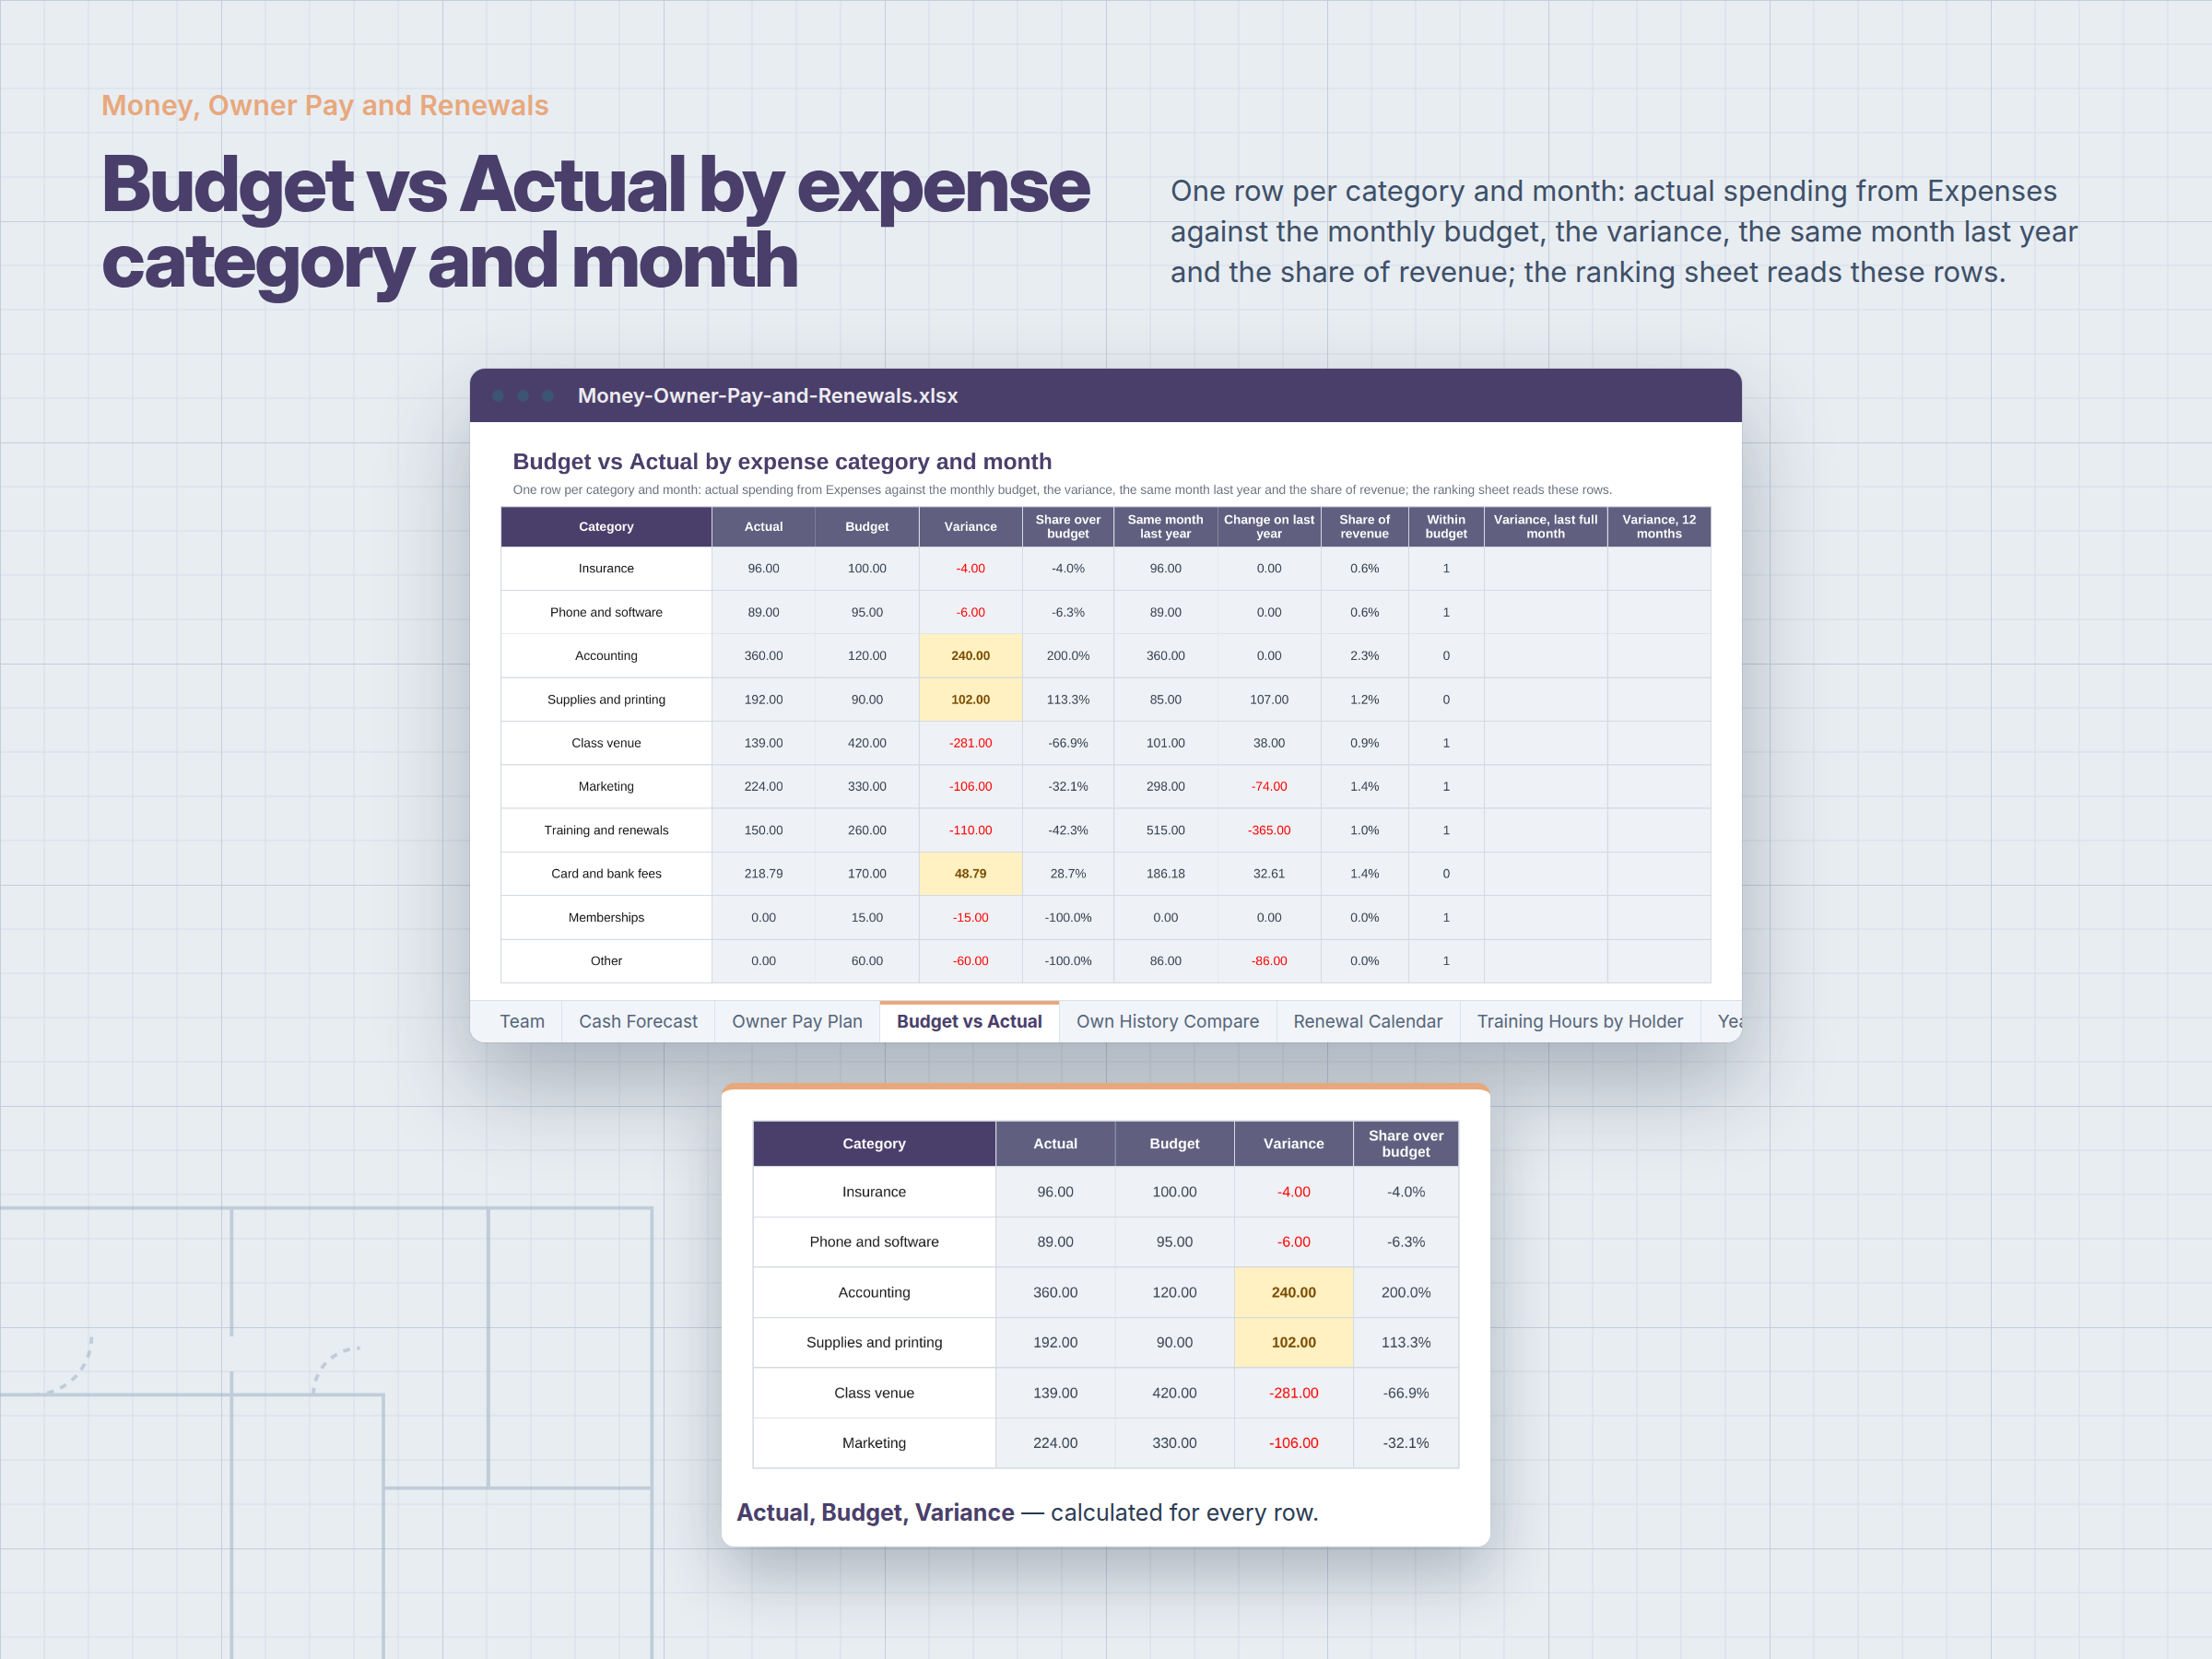 Money, Owner Pay and Renewals
Budget vs Actual by expense
category and month
One row per category and month: actual spending from Expenses
against the monthly budget, the variance, the same month last year
and the share of revenue; the ranking sheet reads these rows.
Money-Owner-Pay-and-Renewals.xlsx
Budget vs Actual by expense category and month
One row per category and month: actual spending from Expenses against the monthly budget, the variance, the same month last year and the share of revenue; the ranking sheet reads these rows.
Category Actual Budget Variance Share over budget Same month last year Change on last year Share of revenue Within budget Variance, last full month Variance, 12 months
Insurance 96.00 100.00 -4.00 -4.0% 96.00 0.00 0.6% 1
Phone and software 89.00 95.00 -6.00 -6.3% 89.00 0.00 0.6% 1
Accounting 360.00 120.00 240.00 200.0% 360.00 0.00 2.3% 0
Supplies and printing 192.00 90.00 102.00 113.3% 85.00 107.00 1.2% 0
Class venue 139.00 420.00 -281.00 -66.9% 101.00 38.00 0.9% 1
Marketing 224.00 330.00 -106.00 -32.1% 298.00 -74.00 1.4% 1
Training and renewals 150.00 260.00 -110.00 -42.3% 515.00 -365.00 1.0% 1
Card and bank fees 218.79 170.00 48.79 28.7% 186.18 32.61 1.4% 0
Memberships 0.00 15.00 -15.00 -100.0% 0.00 0.00 0.0% 1
Other 0.00 60.00 -60.00 -100.0% 86.00 -86.00 0.0% 1
Team Cash Forecast Owner Pay Plan Budget vs Actual Own History Compare Renewal Calendar Training Hours by Holder
Category Actual Budget Variance Share over budget
Insurance 96.00 100.00 -4.00 -4.0%
Phone and software 89.00 95.00 -6.00 -6.3%
Accounting 360.00 120.00 240.00 200.0%
Supplies and printing 192.00 90.00 102.00 113.3%
Class venue 139.00 420.00 -281.00 -66.9%
Marketing 224.00 330.00 -106.00 -32.1%
Actual, Budget, Variance — calculated for every row.